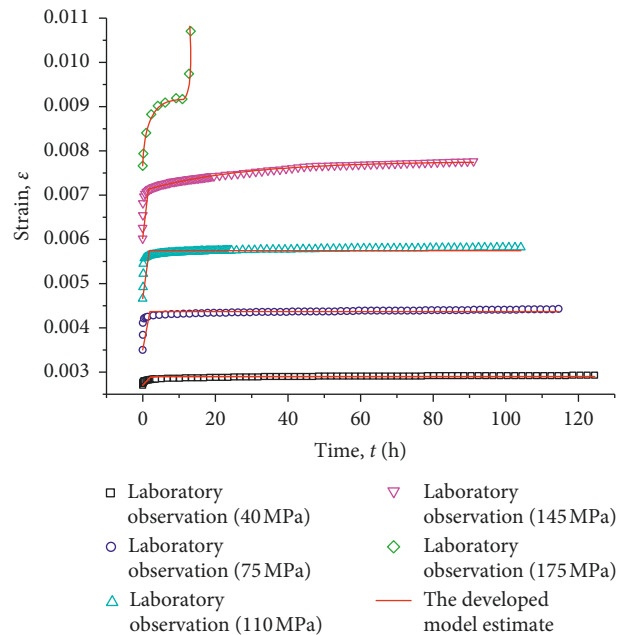 0.011
0.010
0.009
0.008
0.007
0.006
0.005
0.004
0.003
Strain, ε
0 20 40 60 80 100 120
Time, t (h)
Laboratory
observation (40 MPa)
Laboratory
observation (75 MPa)
Laboratory
observation (110 MPa)
Laboratory
observation (145 MPa)
Laboratory
observation (175 MPa)
The developed
model estimate